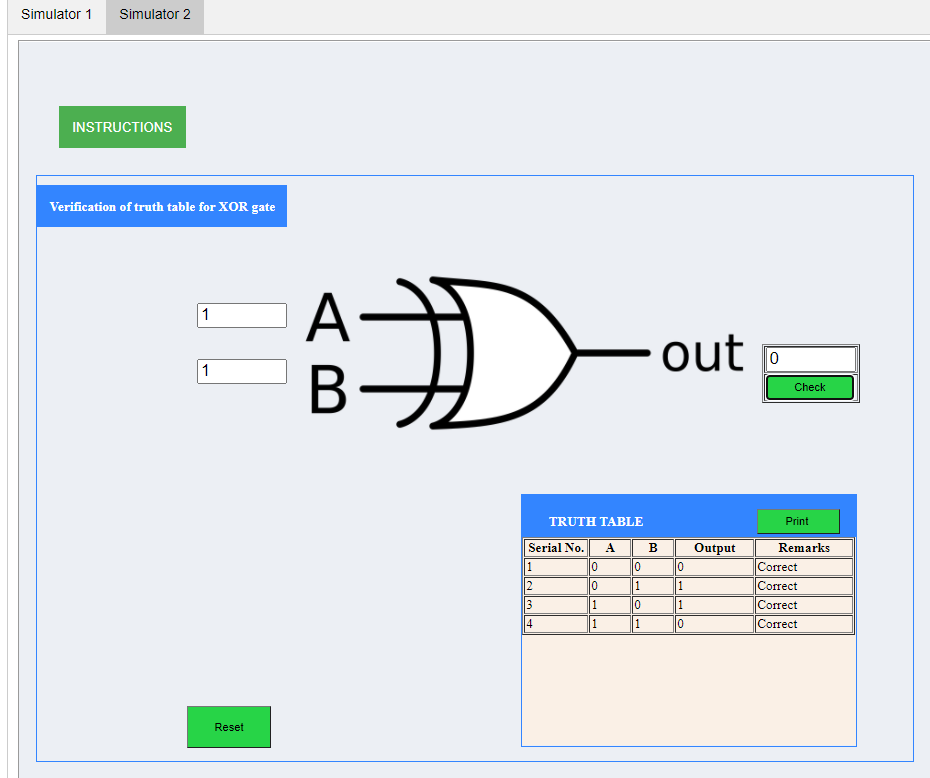 Simulator 1 Simulator 2
INSTRUCTIONS
Verification of truth table for XOR gate
1 A
1 B
out 0
Check
TRUTH TABLE Print
Serial No. A B Output Remarks
1 0 0 0 Correct
2 0 1 1 Correct
3 1 0 1 Correct
4 1 1 0 Correct
Reset